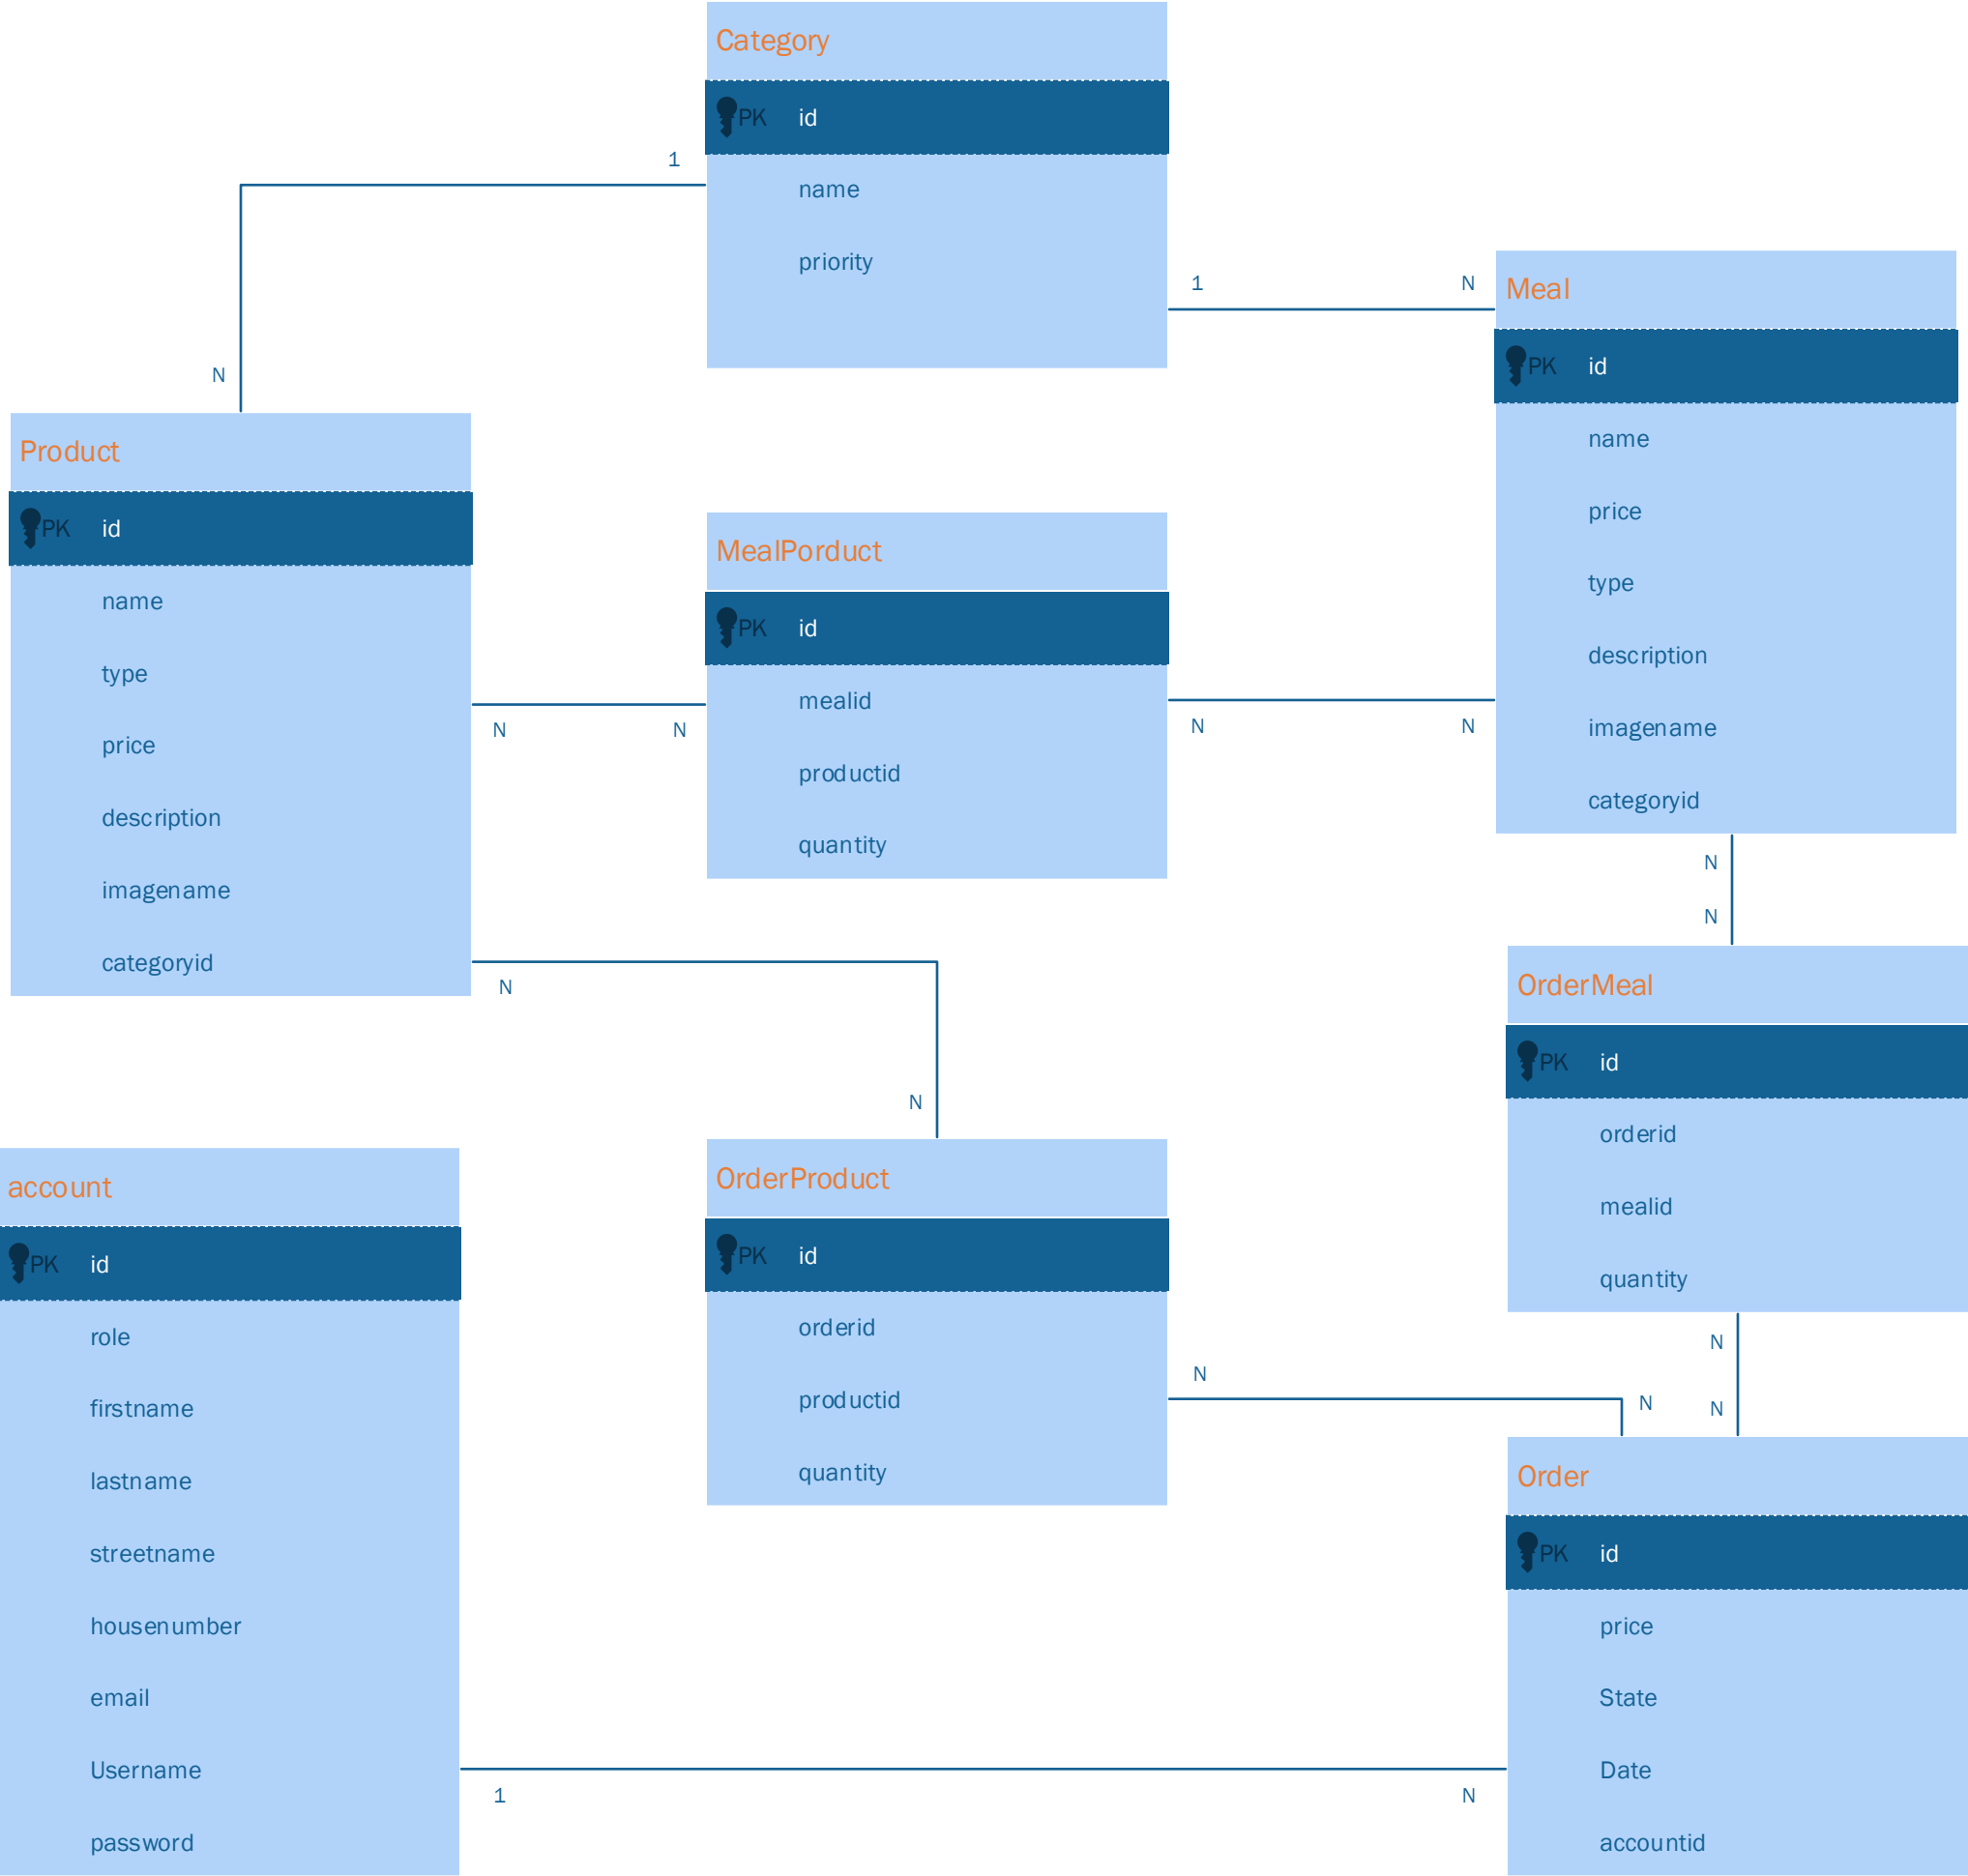 Category
PK id
name
priority
1
N
1
N
Meal
PK id
name
price
type
description
imagename
categoryid
Product
PK id
name
type
price
description
imagename
categoryid
MealPorduct
PK id
mealid
productid
quantity
N
N
N
N
N
N
N
N
OrderMeal
PK id
orderid
mealid
quantity
OrderProduct
PK id
orderid
productid
quantity
N
N
N
N
account
PK id
role
firstname
lastname
streetname
housenumber
email
Username
password
Order
PK id
price
State
Date
accountid
1
N